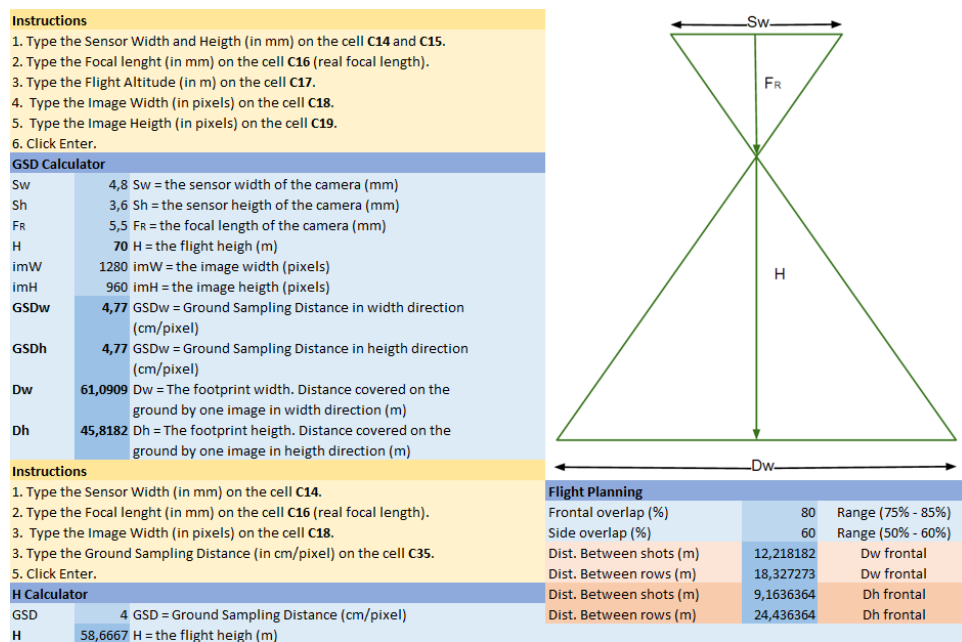 Instructions
1. Type the Sensor Width and Heigth (in mm) on the cell C14 and C15.
2. Type the Focal lenght (in mm) on the cell C16 (real focal length).
3. Type the Flight Altitude (in m) on the cell C17.
4. Type the Image Width (in pixels) on the cell C18.
5. Type the Image Heigth (in pixels) on the cell C19.
6. Click Enter.
GSD Calculator
Sw 4,8 Sw = the sensor width of the camera (mm)
Sh 3,6 Sh = the sensor heigth of the camera (mm)
FR 5,5 FR = the focal length of the camera (mm)
H 70 H = the flight heigh (m)
imW 1280 imW = the image width (pixels)
imH 960 imH = the image heigth (pixels)
GSDw 4,77 GSDw = Ground Sampling Distance in width direction
(cm/pixel)
GSDh 4,77 GSDw = Ground Sampling Distance in heigth direction
(cm/pixel)
Dw 61,0909 Dw = The footprint width. Distance covered on the
ground by one image in width direction (m)
Dh 45,8182 Dh = The footprint heigth. Distance covered on the
ground by one image in heigth direction (m)
Instructions
1. Type the Sensor Width (in mm) on the cell C14.
2. Type the Focal lenght (in mm) on the cell C16 (real focal length).
3. Type the Image Width (in pixels) on the cell C18.
3. Type the Ground Sampling Distance (in cm/pixel) on the cell C35.
5. Click Enter.
H Calculator
GSD 4 GSD = Ground Sampling Distance (cm/pixel)
H 58,6667 H = the flight heigh (m)
Sw
FR
H
Dw
Flight Planning
Frontal overlap (%) 80 Range (75% - 85%)
Side overlap (%) 60 Range (50% - 60%)
Dist. Between shots (m) 12,218182 Dw frontal
Dist. Between rows (m) 18,327273 Dw frontal
Dist. Between shots (m) 9,1636364 Dh frontal
Dist. Between rows (m) 24,436364 Dh frontal